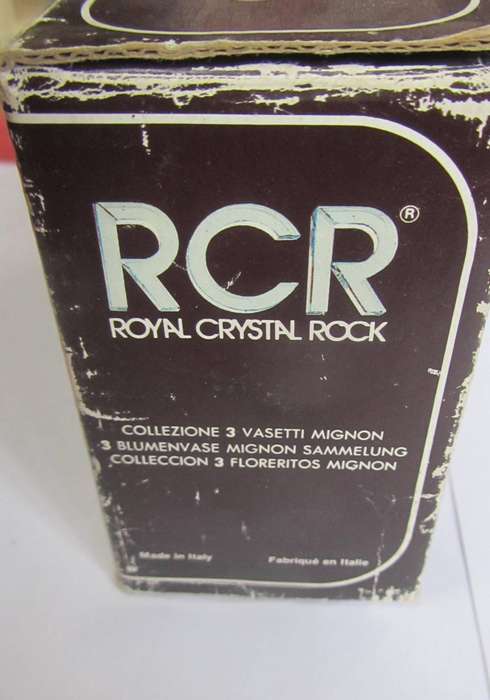 RCR®
ROYAL CRYSTAL ROCK
COLLEZIONE 3 VASETTI MIGNON
3 BLUMENVASE MIGNON SAMMELUNG
COLLECCION 3 FLORERITOS MIGNON
Made in Italy Fabriqué en Italie